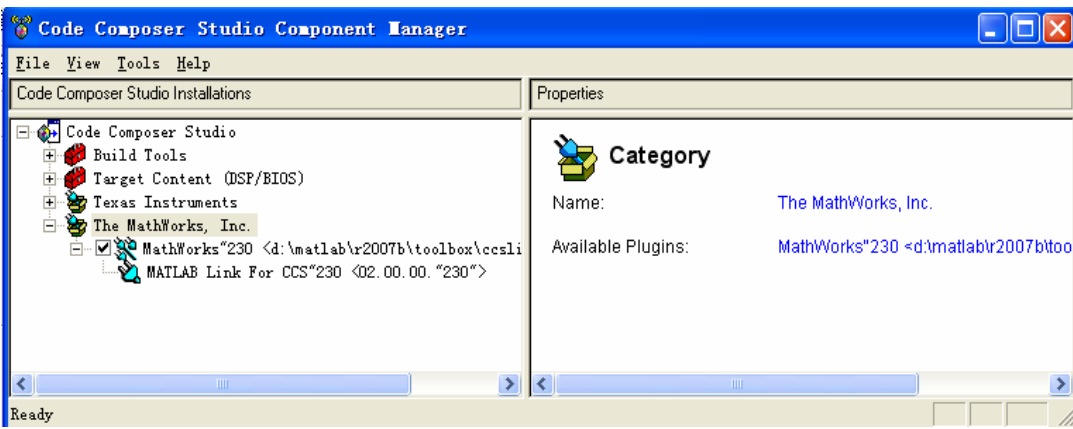 Code Composer Studio Component Manager
File View Tools Help
Code Composer Studio Installations
Properties
Code Composer Studio
Build Tools
Target Content (DSP/BIOS)
Texas Instruments
The MathWorks, Inc.
MathWorks"230 <d:\matlab\r2007b\toolbox\ccsli
MATLAB Link For CCS"230 <02.00.00."230">
Category
Name: The MathWorks, Inc.
Available Plugins: MathWorks"230 <d:\matlab\r2007b\too
Ready